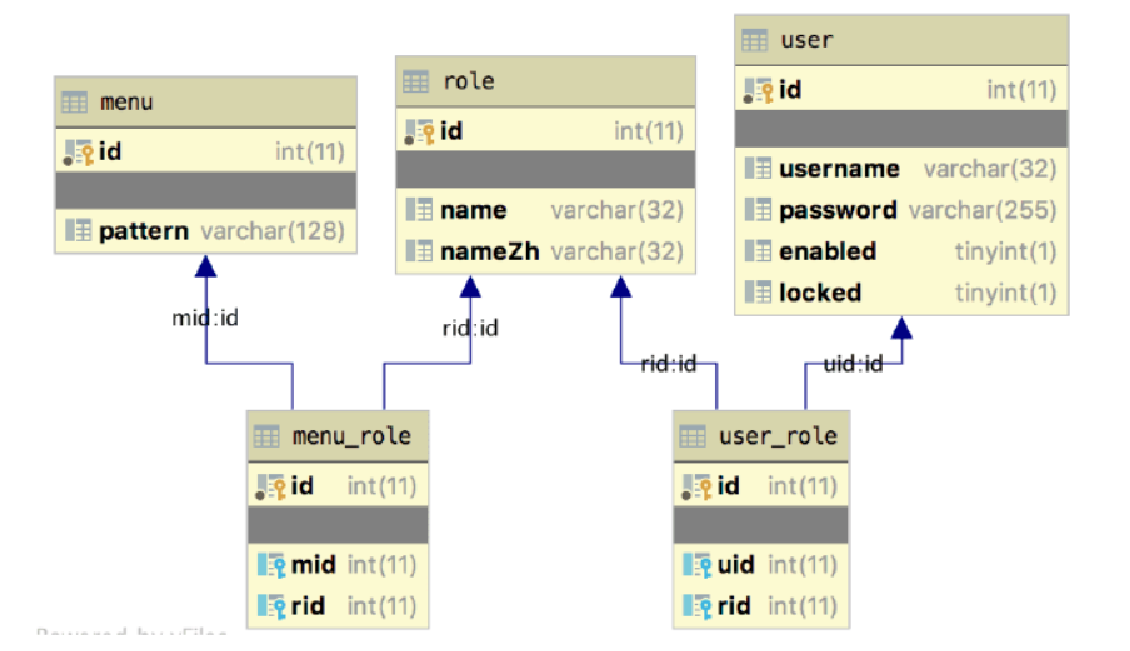 menu
id int(11)
pattern varchar(128)
role
id int(11)
name varchar(32)
nameZh varchar(32)
user
id int(11)
username varchar(32)
password varchar(255)
enabled tinyint(1)
locked tinyint(1)
mid:id
rid:id
rid:id
uid:id
menu_role
id int(11)
mid int(11)
rid int(11)
user_role
id int(11)
uid int(11)
rid int(11)
Powered by yFiles